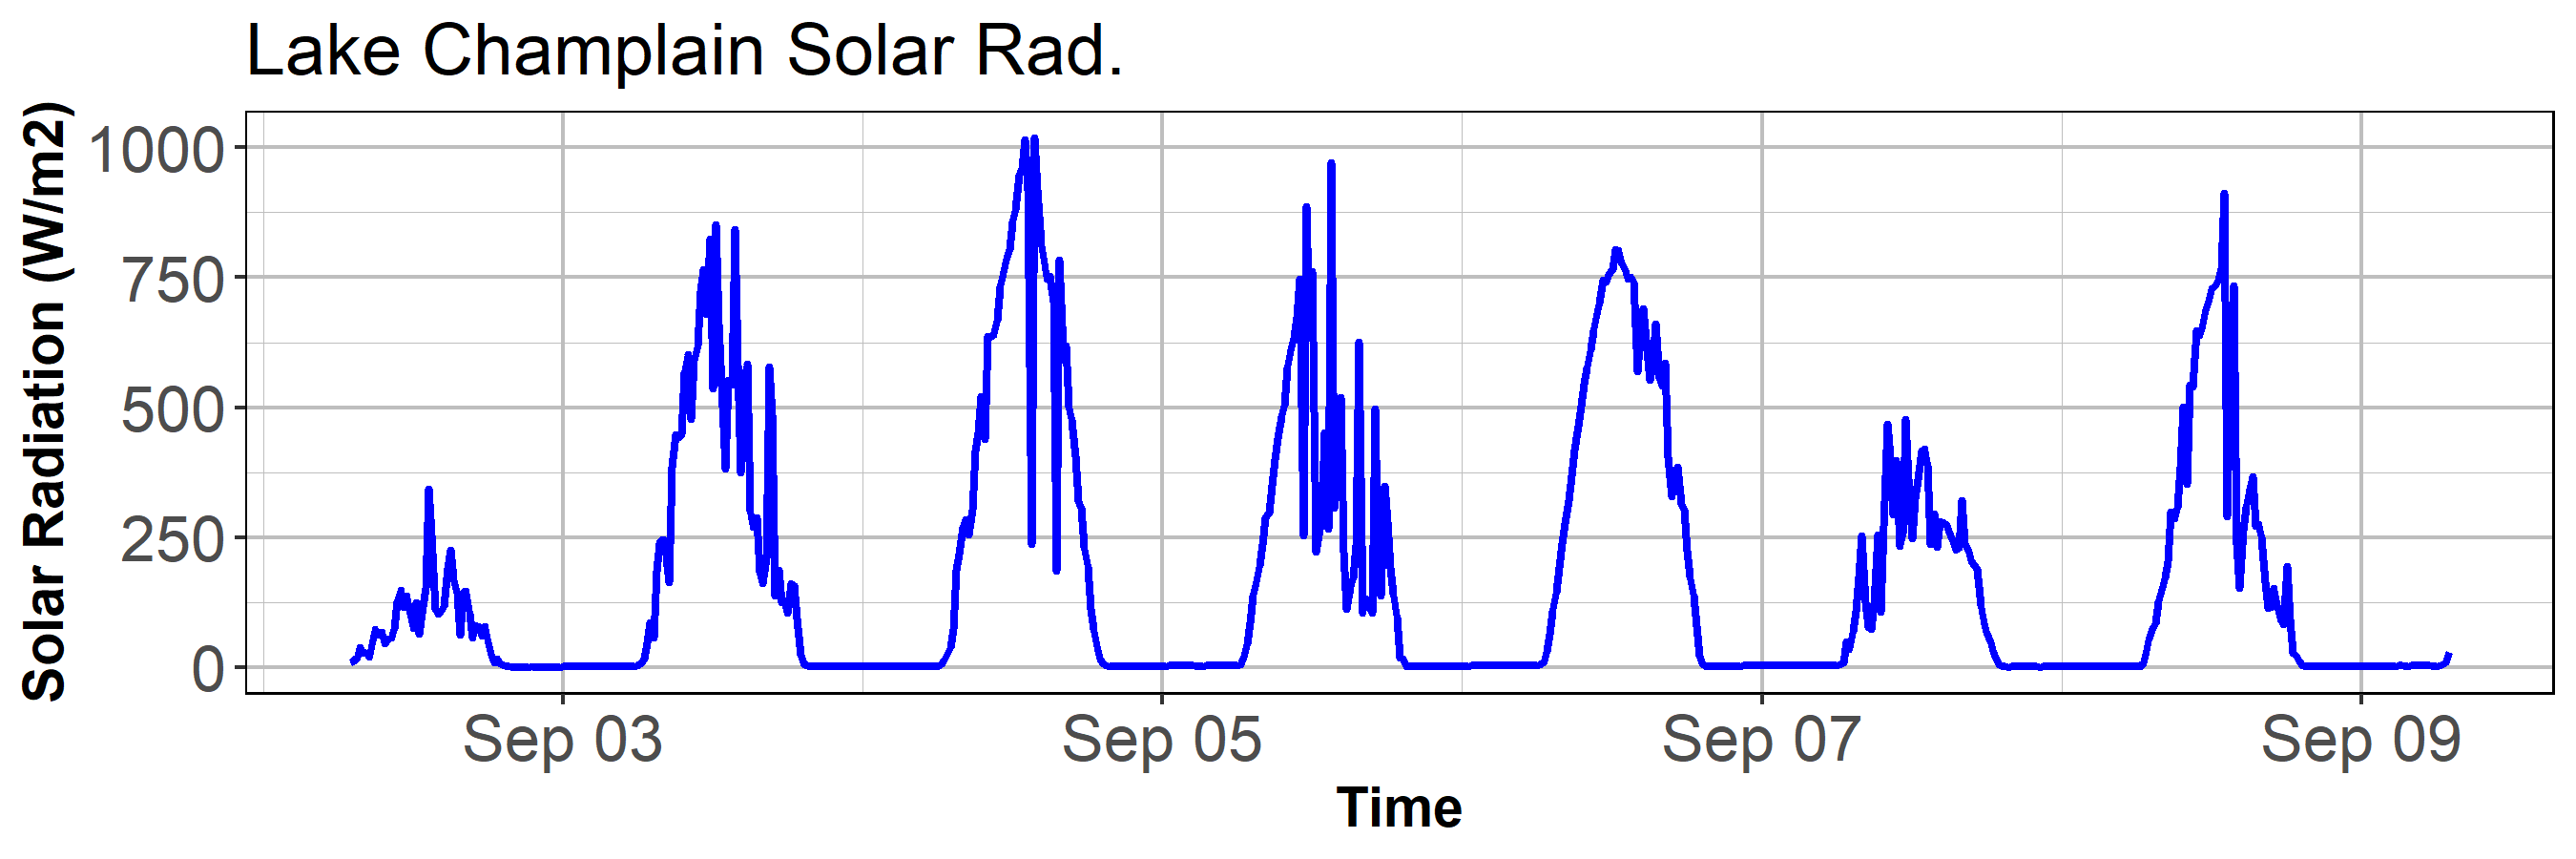 Lake Champlain Solar Rad.
Solar Radiation (W/m2)
1000
750
500
250
0
Sep 03
Sep 05
Sep 07
Sep 09
Time